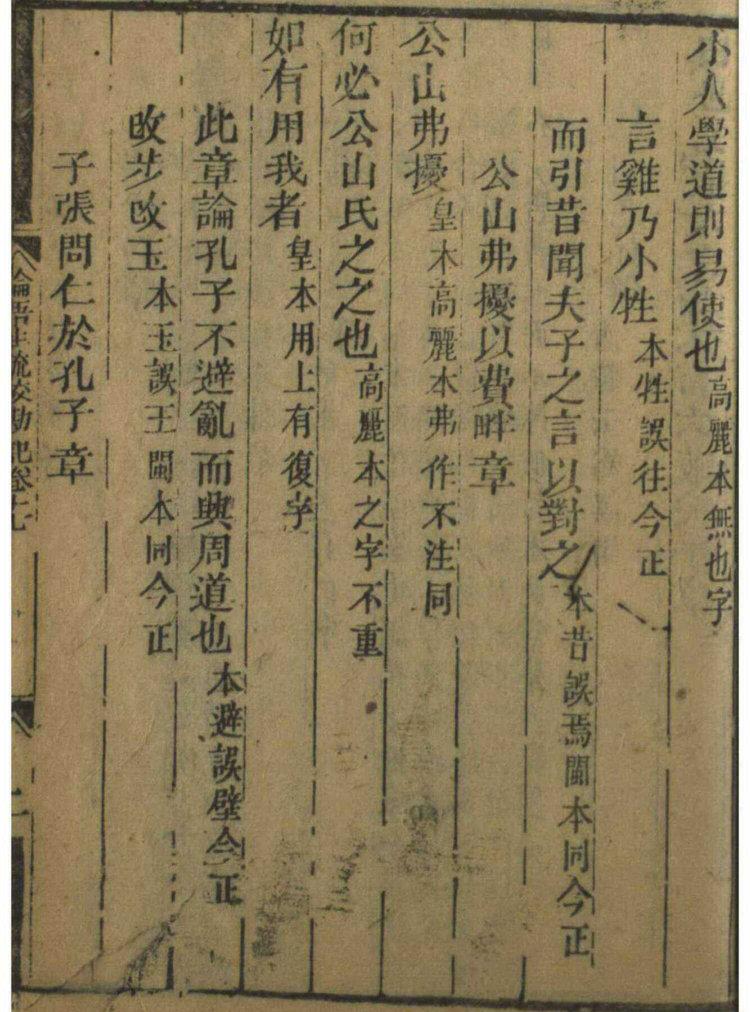 小人學道則易使也高麗本無也字
言雞乃小牲本牲誤往今正
而引昔聞夫子之言以對之本昔誤焉閩本同今正
公山弗擾以費畔章
公山弗擾皇本高麗本弗作不注同
何必公山氏之之也高麗本之字不重
如有用我者皇本用上有復字
此章論孔子不避亂而興周道也本避誤壁今正
改步改玉本玉誤王閩本同今正
子張問仁於孔子章
論語注疏校勘記卷十七